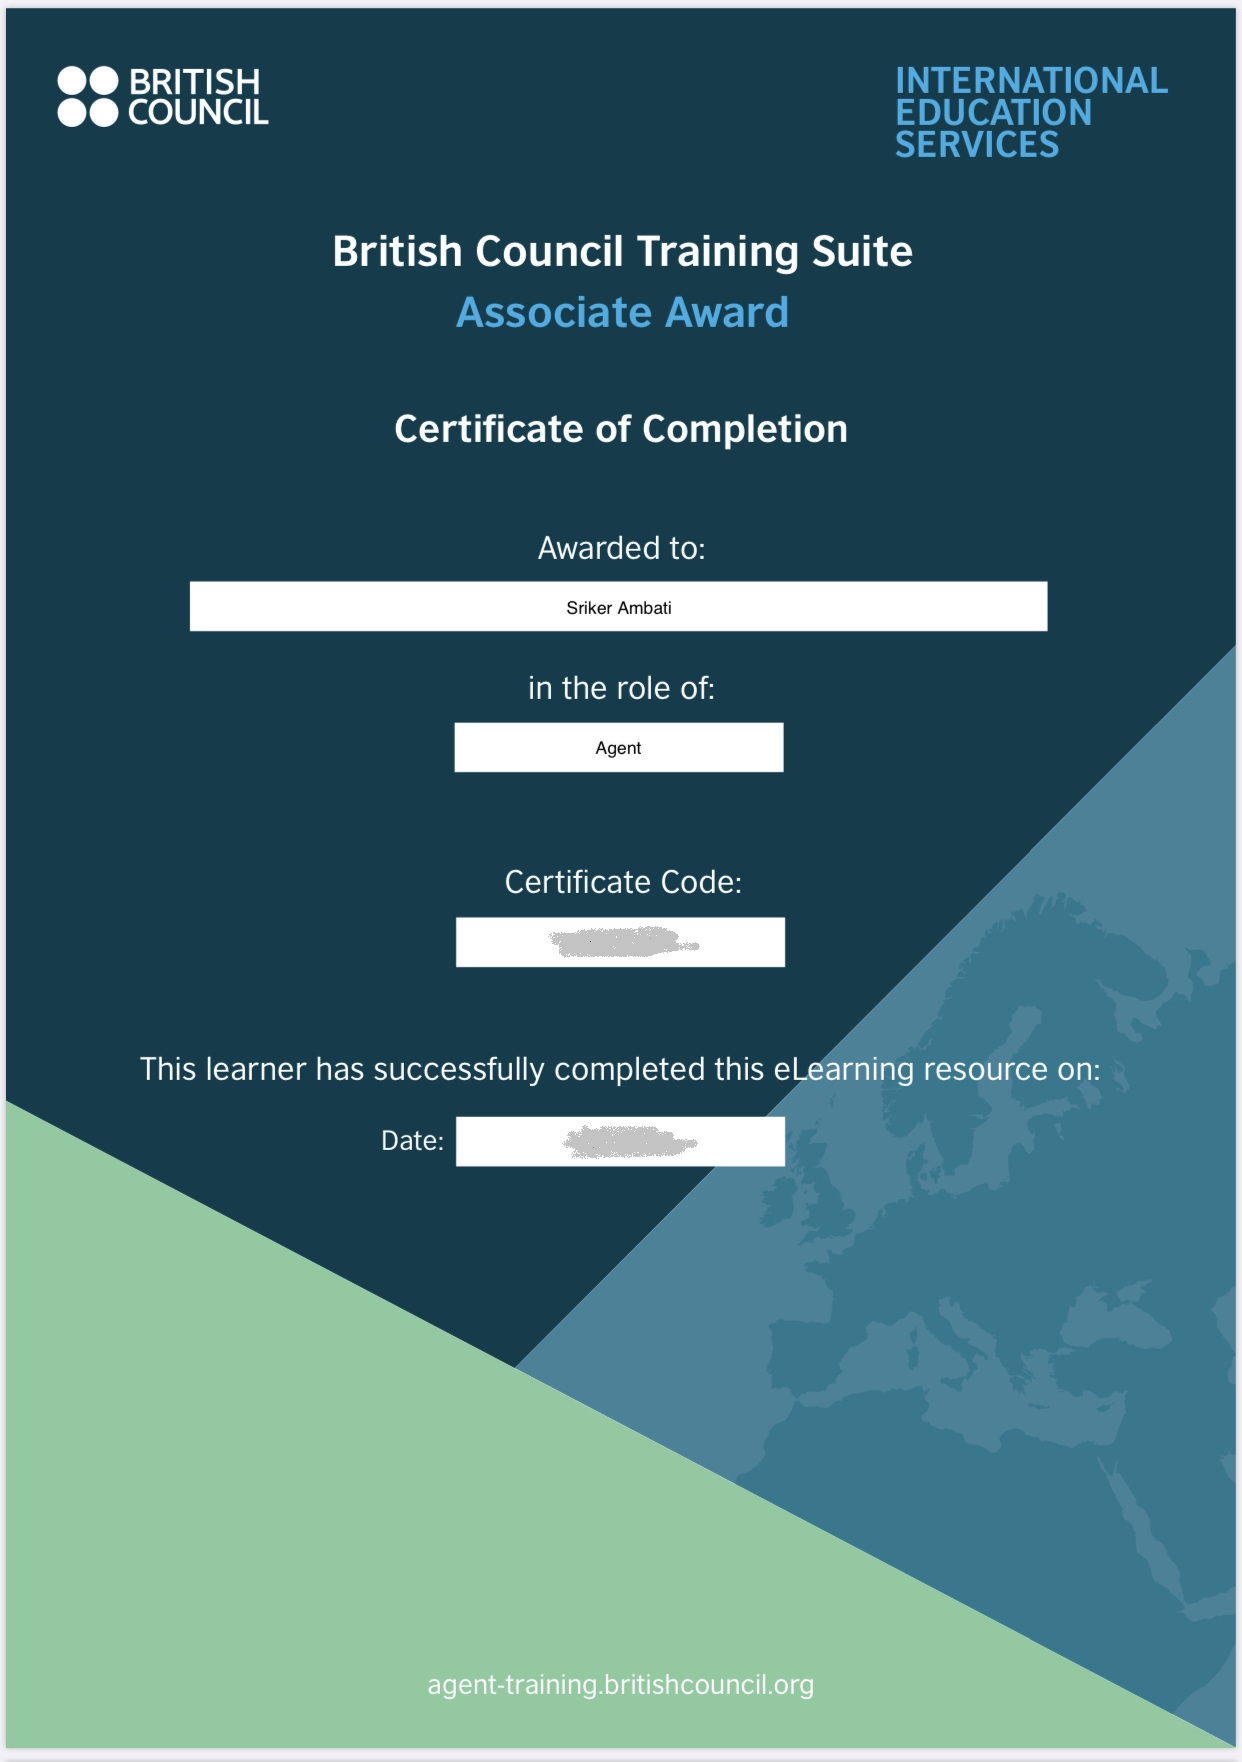 BRITISH
COUNCIL
INTERNATIONAL
EDUCATION
SERVICES
British Council Training Suite
Associate Award
Certificate of Completion
Awarded to:
Sriker Ambati
in the role of:
Agent
Certificate Code:
This learner has successfully completed this eLearning resource on:
Date:
agent-training.britishcouncil.org